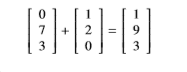 [0] + [1] = [1]
[7] + [2] = [9]
[3] + [0] = [3]